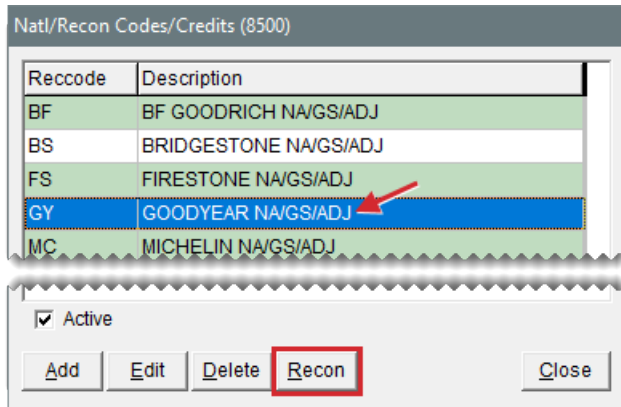 Natl/Recon Codes/Credits (8500)
Reccode Description
BF BF GOODRICH NA/GS/ADJ
BS BRIDGESTONE NA/GS/ADJ
FS FIRESTONE NA/GS/ADJ
GY GOODYEAR NA/GS/ADJ
MC MICHELIN NA/GS/ADJ
Active
Add Edit Delete Recon Close